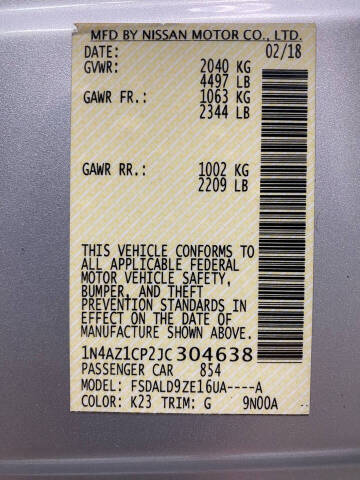 MFD BY NISSAN MOTOR CO., LTD.
DATE: 02/18
GVWR: 2040 KG
4497 LB
GAWR FR.: 1063 KG
2344 LB
GAWR RR.: 1002 KG
2209 LB
THIS VEHICLE CONFORMS TO
ALL APPLICABLE FEDERAL
MOTOR VEHICLE SAFETY,
BUMPER, AND THEFT
PREVENTION STANDARDS IN
EFFECT ON THE DATE OF
MANUFACTURE SHOWN ABOVE.
1N4AZ1CP2JC304638
PASSENGER CAR 854
MODEL: FSDALD9ZE16UA----A
COLOR: K23 TRIM: G 9N00A